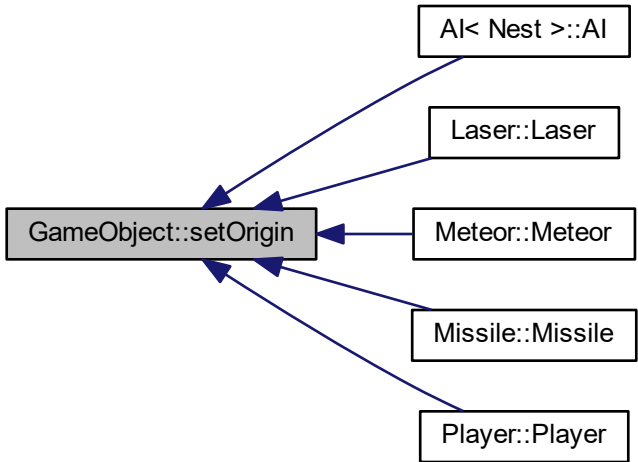 AI< Nest >::AI
Laser::Laser
GameObject::setOrigin
Meteor::Meteor
Missile::Missile
Player::Player